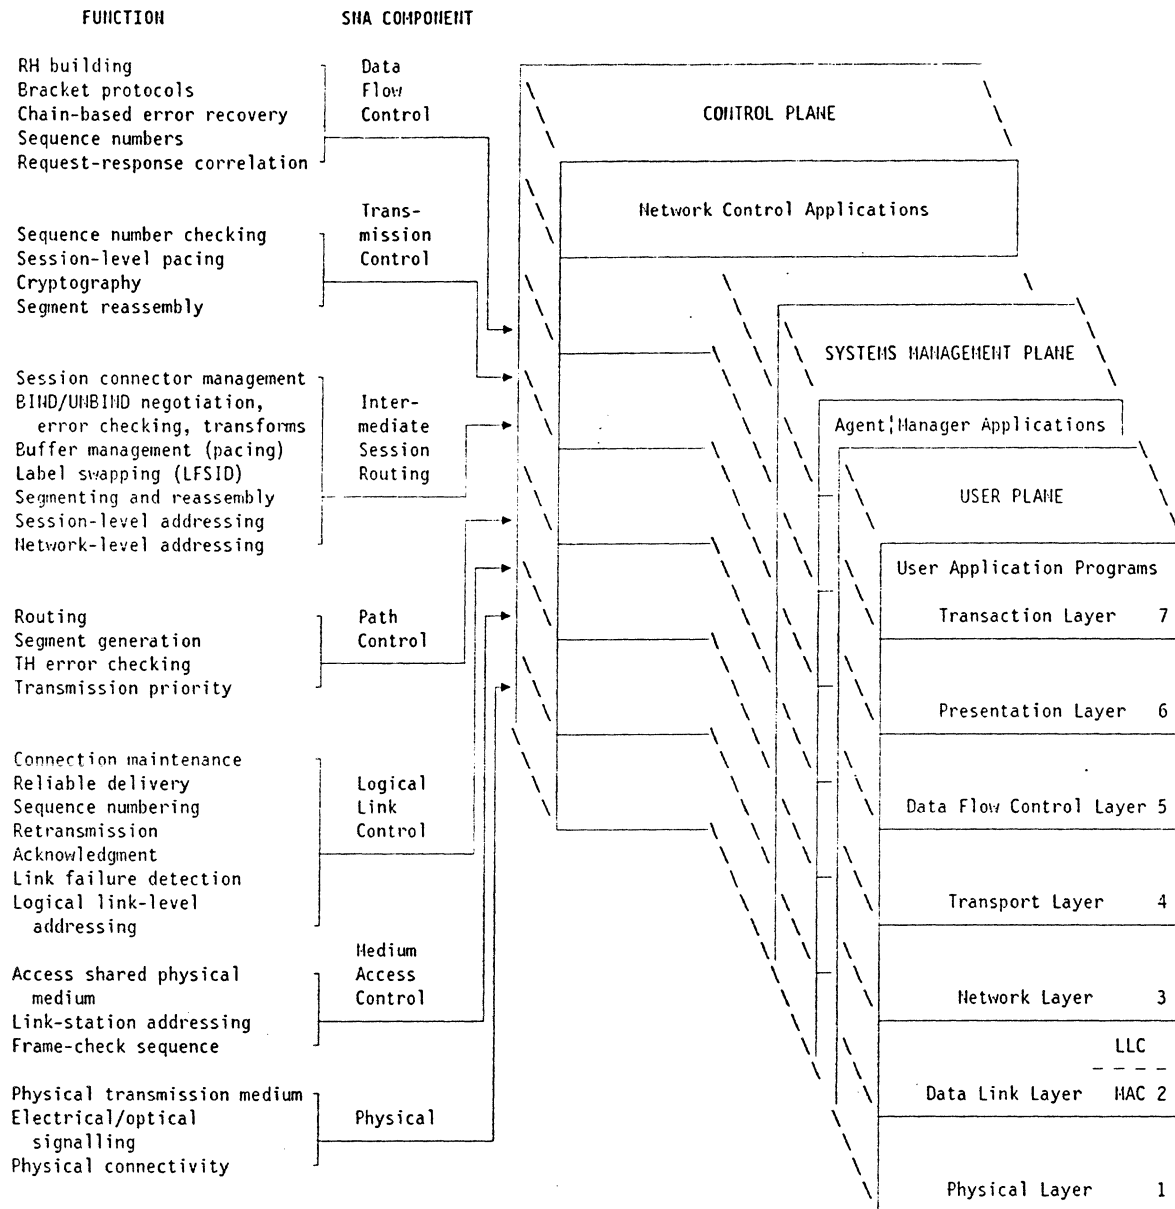 FUNCTION
SNA COMPONENT
RH building
Bracket protocols
Chain-based error recovery
Sequence numbers
Request-response correlation
Data
Flow
Control
Sequence number checking
Session-level pacing
Cryptography
Segment reassembly
Trans-
mission
Control
Session connector management
BIND/UNBIND negotiation,
error checking, transforms
Buffer management (pacing)
Label swapping (LFSID)
Segmenting and reassembly
Session-level addressing
Network-level addressing
Inter-
mediate
Session
Routing
Routing
Segment generation
TH error checking
Transmission priority
Path
Control
Connection maintenance
Reliable delivery
Sequence numbering
Retransmission
Acknowledgment
Link failure detection
Logical link-level
addressing
Logical
Link
Control
Access shared physical
medium
Link-station addressing
Frame-check sequence
Medium
Access
Control
Physical transmission medium
Electrical/optical
signalling
Physical connectivity
Physical
CONTROL PLANE
Network Control Applications
SYSTEMS MANAGEMENT PLANE
Agent¦Manager Applications
USER PLANE
User Application Programs
Transaction Layer 7
Presentation Layer 6
Data Flow Control Layer 5
Transport Layer 4
Network Layer 3
LLC
Data Link Layer MAC 2
Physical Layer 1